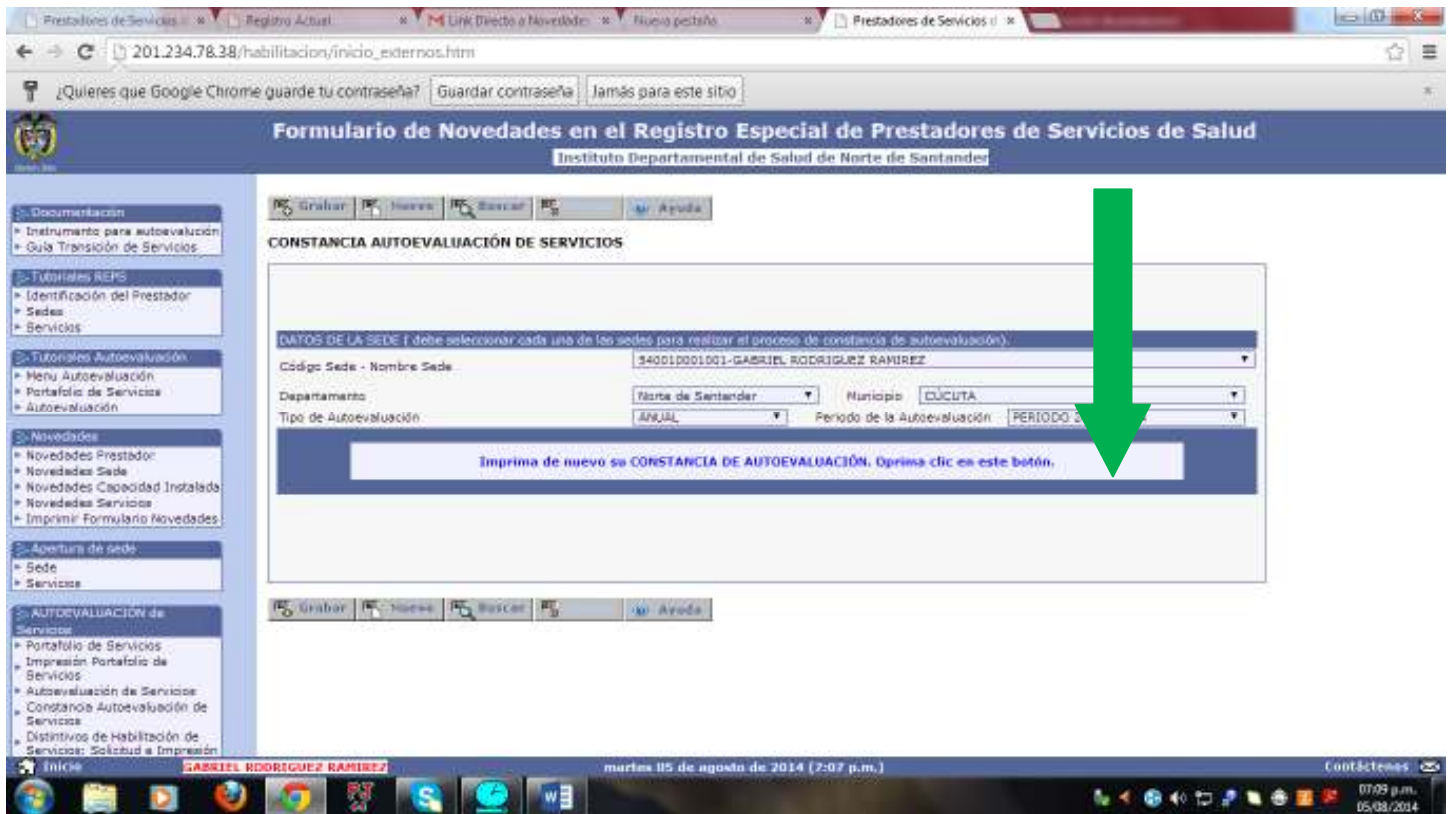 Prestadores de Servicios
Registro Actual
Link Directo a Novedades
Nueva pestaña
Prestadores de Servicios d
201.234.78.38/habilitacion/inicio_externos.htm
¿Quieres que Google Chrome guarde tu contraseña? Guardar contraseña Jamás para este sitio
Formulario de Novedades en el Registro Especial de Prestadores de Servicios de Salud
Instituto Departamental de Salud de Norte de Santander
Documentación
Instrumento para autoevalución
Guía Transición de Servicios
Tutoriales REPS
Identificación del Prestador
Sedes
Servicios
Tutoriales Autoevaluación
Menu Autoevaluación
Portafolio de Servicios
Autoevaluación
Novedades
Novedades Prestador
Novedades Sede
Novedades Capacidad Instalada
Novedades Servicios
Imprimir Formulario Novedades
Apertura de sede
Sede
Servicios
AUTOEVALUACIÓN de
Servicios
Portafolio de Servicios
Impresión Portafolio de
Servicios
Autoevaluación de Servicios
Constancia Autoevaluación de
Servicios
Distintivos de Habilitación de
Servicios: Solicitud e Impresión
Grabar Nuevo Buscar Ayuda
CONSTANCIA AUTOEVALUACIÓN DE SERVICIOS
DATOS DE LA SEDE ( debe seleccionar cada una de las sedes para realizar el proceso de constancia de autoevaluación).
Código Sede - Nombre Sede 540010001001-GABRIEL RODRIGUEZ RAMIREZ
Departamento Norte de Santander Municipio CÚCUTA
Tipo de Autoevaluación ANUAL Periodo de la Autoevaluación PERIODO
Imprima de nuevo su CONSTANCIA DE AUTOEVALUACIÓN. Oprima clic en este botón.
Grabar Nuevo Buscar Ayuda
Inicio GABRIEL RODRIGUEZ RAMIREZ martes 05 de agosto de 2014 (7:07 p.m.) Contáctenos
07:09 p.m.
05/08/2014